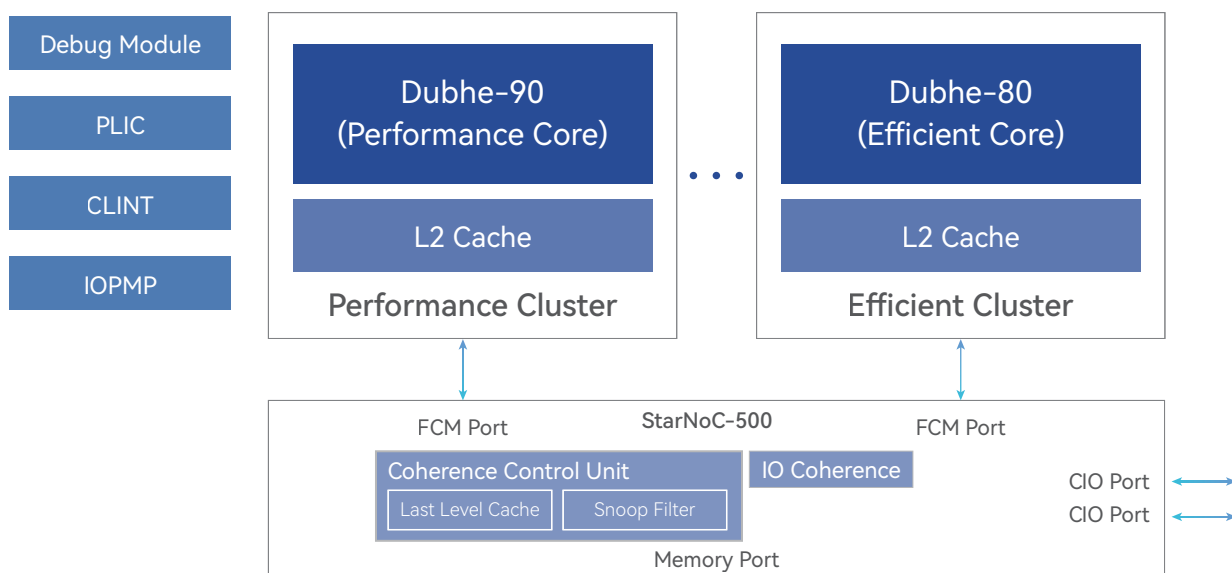 Debug Module
PLIC
CLINT
IOPMP
Dubhe-90
(Performance Core)
L2 Cache
Performance Cluster
Dubhe-80
(Efficient Core)
L2 Cache
Efficient Cluster
StarNoC-500
FCM Port
FCM Port
Coherence Control Unit
Last Level Cache
Snoop Filter
IO Coherence
CIO Port
CIO Port
Memory Port